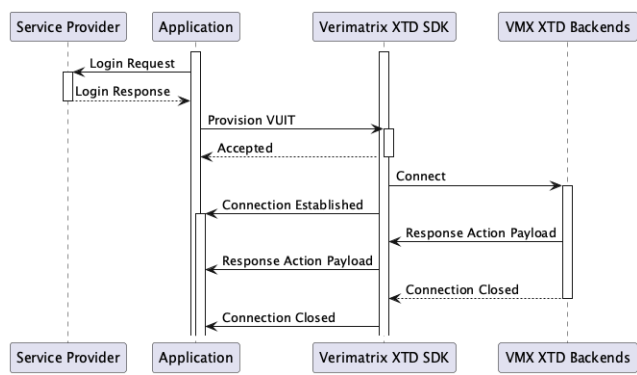 Service Provider
Application
Verimatrix XTD SDK
VMX XTD Backends
Login Request
Login Response
Provision VUIT
Accepted
Connect
Connection Established
Response Action Payload
Response Action Payload
Connection Closed
Connection Closed
Service Provider
Application
Verimatrix XTD SDK
VMX XTD Backends